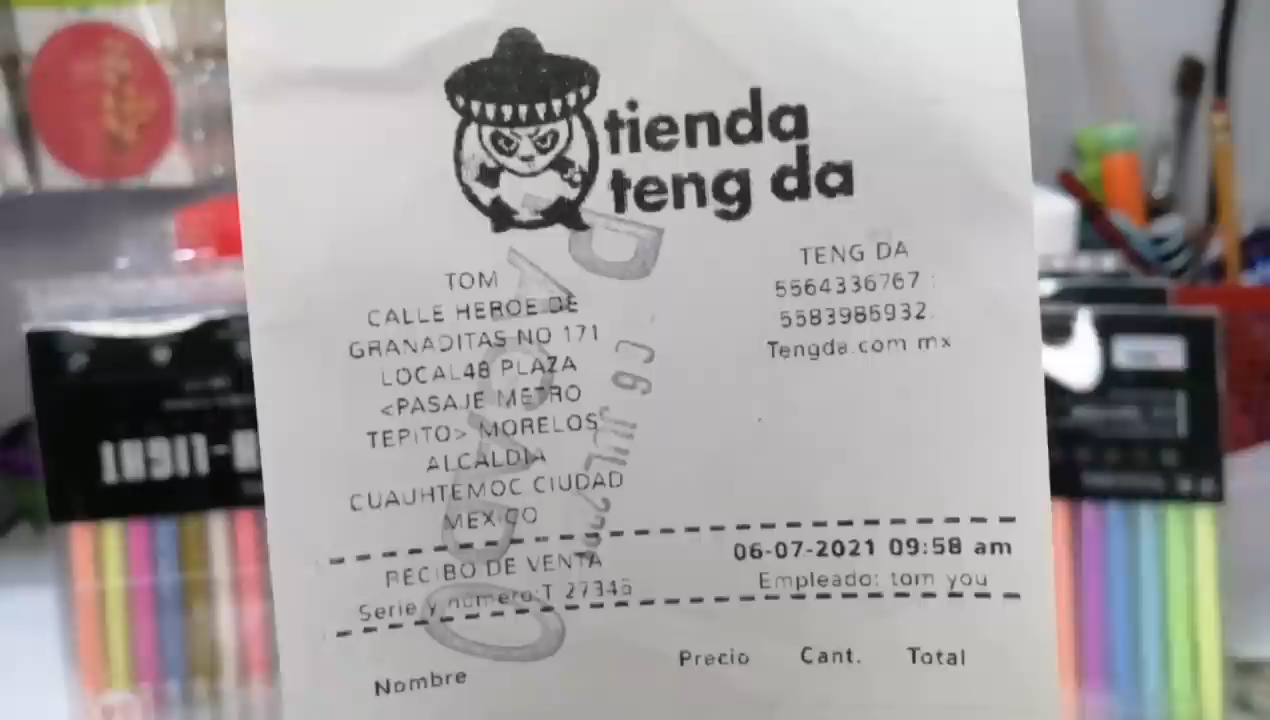 tienda
teng da
TOM
CALLE HEROE DE
GRANADITAS NO 171
LOCAL48 PLAZA
<PASAJE METRO
TEPITO> MORELOS
ALCALDIA
CUAUHTEMOC CIUDAD
MEXICO
TENG DA
5564336767
5583985932.
Tengda.com mx
RECIBO DE VENTA
Serie y numero:T 27346
06-07-2021 09:58 am
Empleado: tom you
Nombre Precio Cant. Total
06 JUL